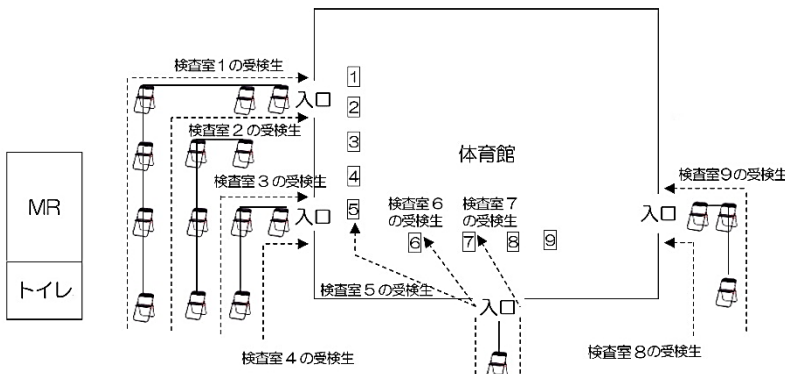 検査室1の受検生
入口
検査室2の受検生
検査室3の受検生
入口
検査室4の受検生
MR
トイレ
1
2
3
4
5
体育館
検査室6
の受検生
検査室7
の受検生
6
7
8
9
検査室5の受検生
入口
検査室9の受検生
入口
検査室8の受検生